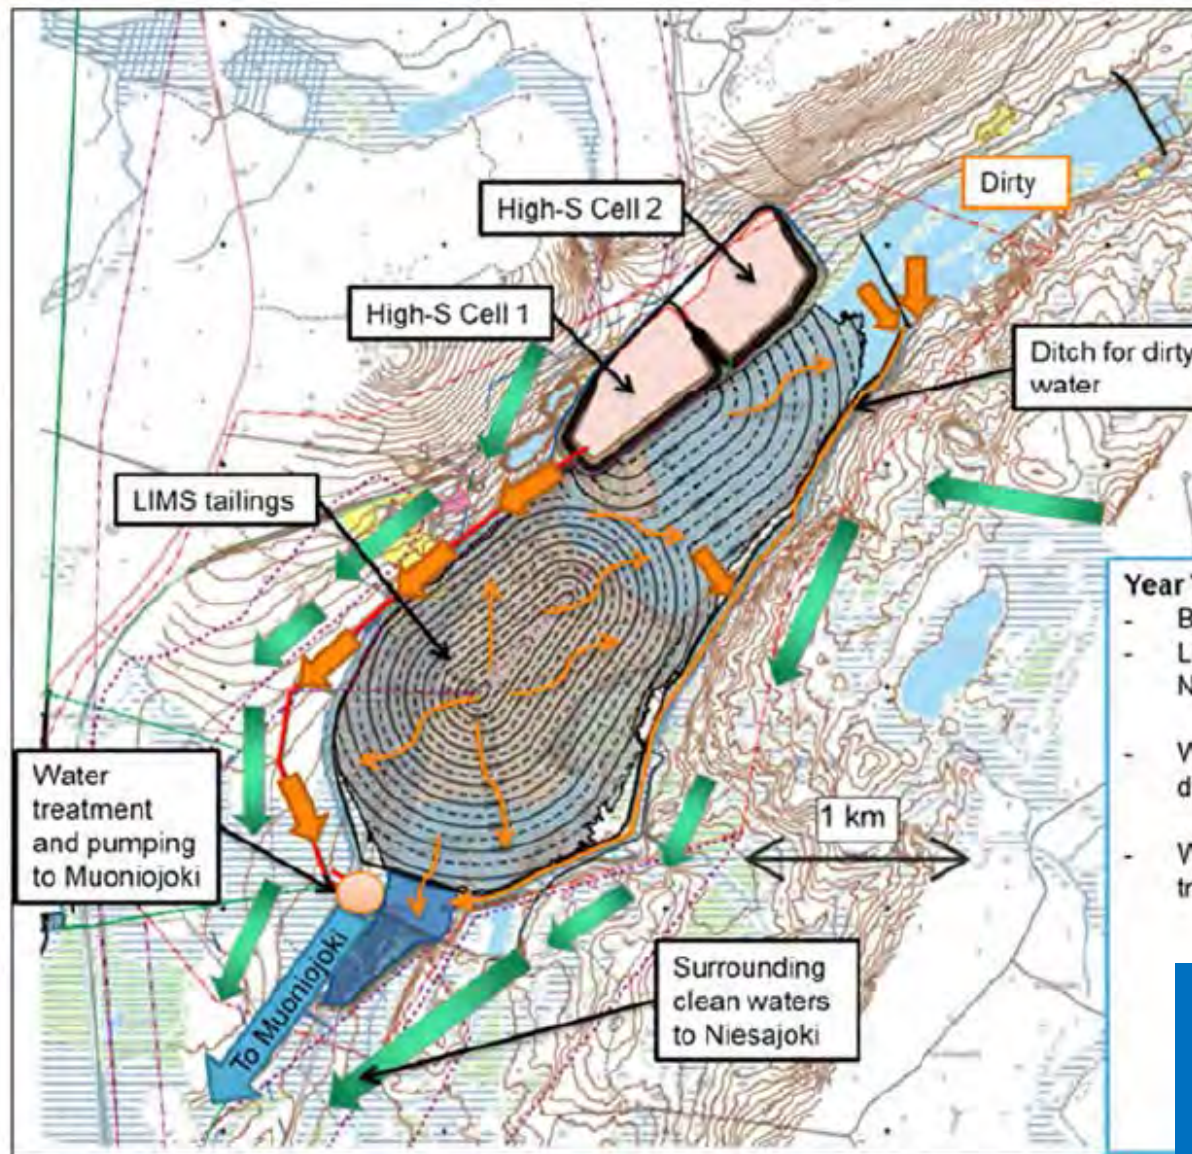 Dirty
High-S Cell 2
High-S Cell 1
Ditch for dirty
water
LIMS tailings
Year
- B
- L
N
- W
d
- W
tr
1 km
Water
treatment
and pumping
to Muoniojoki
Surrounding
clean waters
to Niesajoki
To Muoniojoki